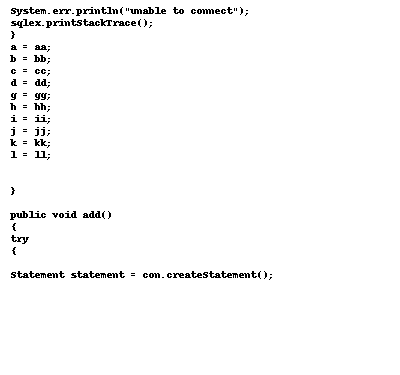 System.err.println("unable to connect");
sqlex.printStackTrace();
}
a = aa;
b = bb;
c = cc;
d = dd;
g = gg;
h = hh;
i = ii;
j = jj;
k = kk;
l = ll;
}
public void add()
{
try
{
Statement statement = con.createStatement();